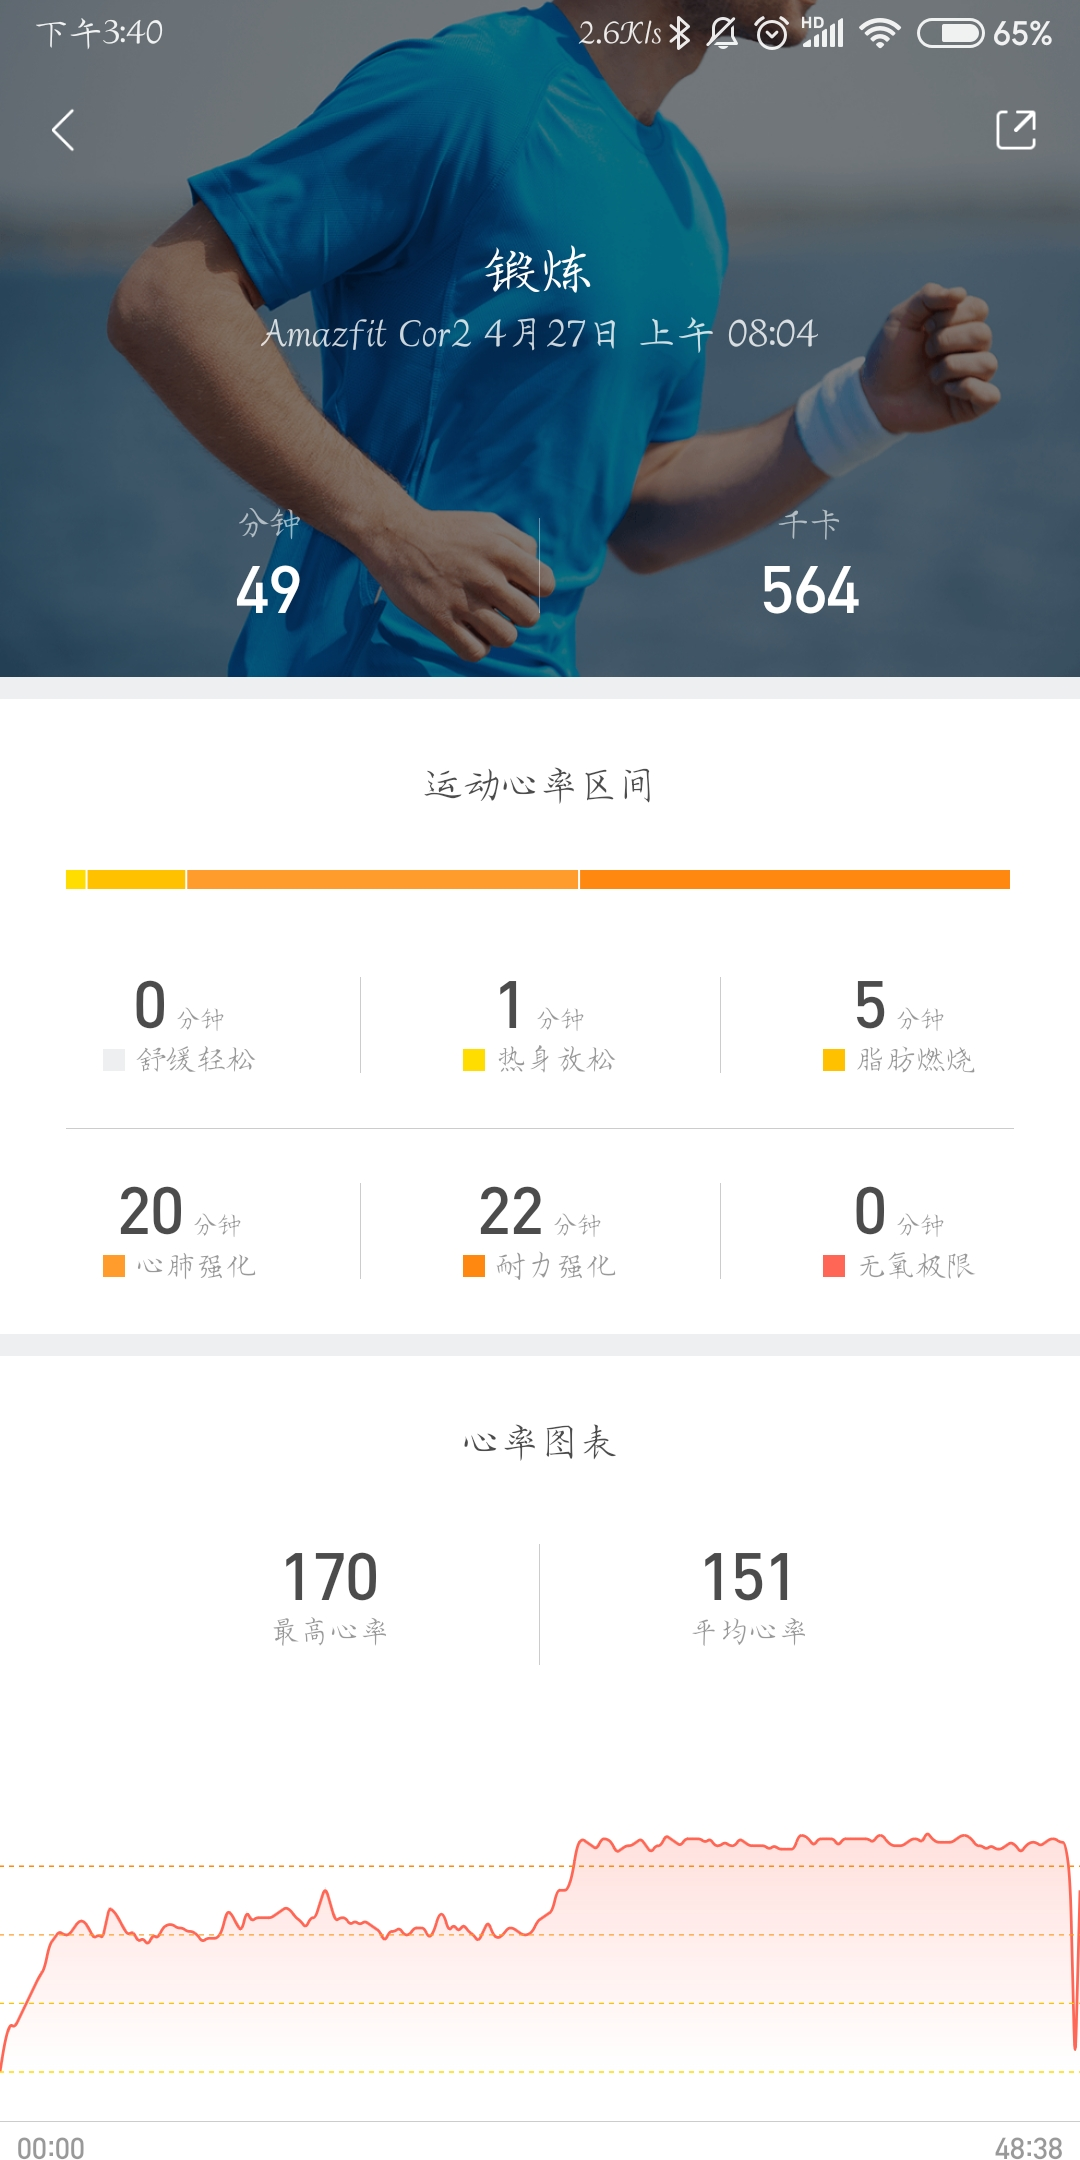 下午3:40 2.6K/s HD 65%
锻炼
Amazfit Cor2 4月27日 上午 08:04
分钟 千卡
49 564
运动心率区间
0 分钟 1 分钟 5 分钟
舒缓轻松 热身放松 脂肪燃烧
20 分钟 22 分钟 0 分钟
心肺强化 耐力强化 无氧极限
心率图表
170 151
最高心率 平均心率
00:00 48:38